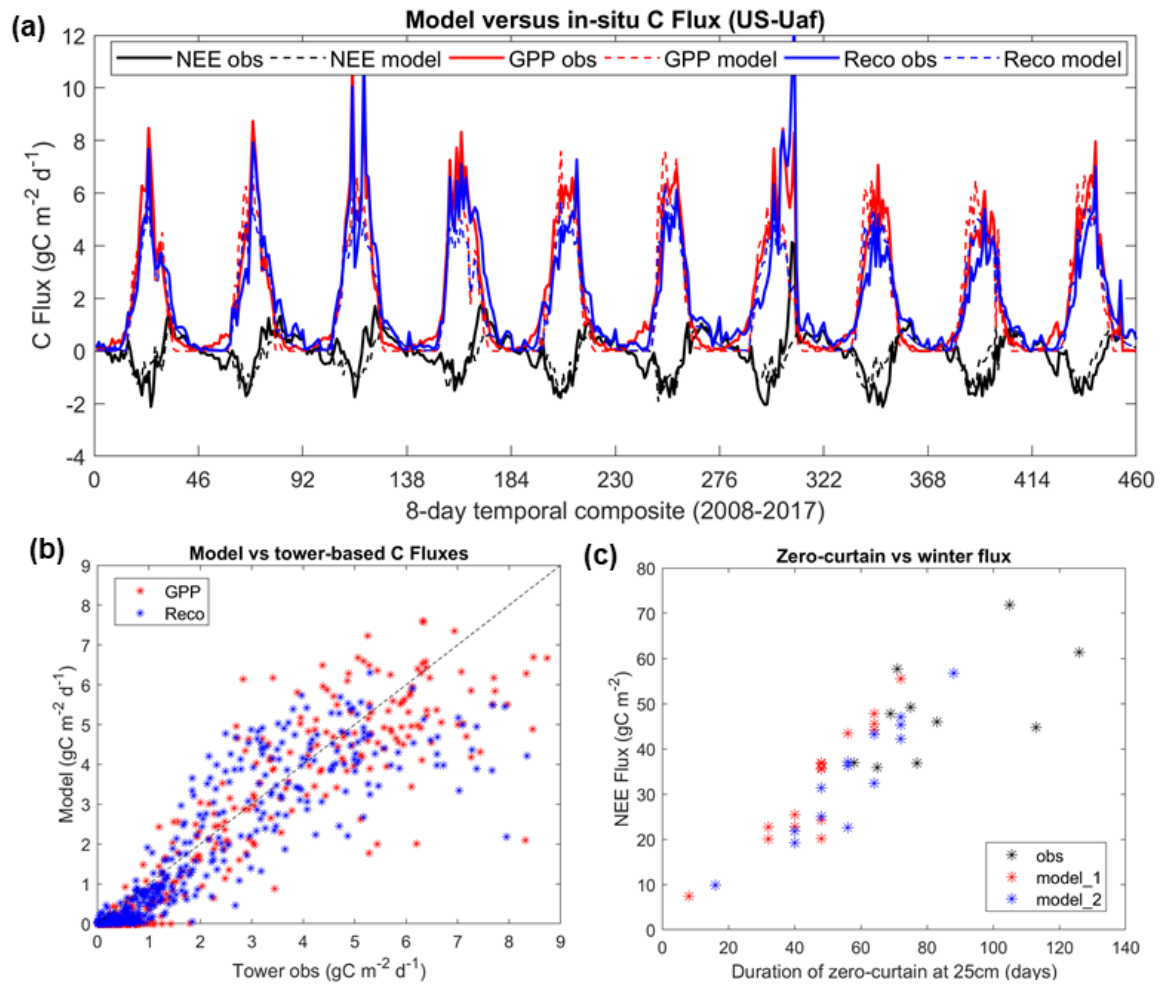 (a)
Model versus in-situ C Flux (US-Uaf)
NEE obs NEE model GPP obs GPP model Reco obs Reco model
C Flux (gC m-2 d-1)
12
10
8
6
4
2
0
-2
-4
0 46 92 138 184 230 276 322 368 414 460
8-day temporal composite (2008-2017)
(b)
Model vs tower-based C Fluxes
GPP
Reco
Model (gC m-2 d-1)
9
8
7
6
5
4
3
2
1
0
0 1 2 3 4 5 6 7 8 9
Tower obs (gC m-2 d-1)
(c)
Zero-curtain vs winter flux
NEE Flux (gC m-2)
80
70
60
50
40
30
20
10
0
obs
model_1
model_2
0 20 40 60 80 100 120 140
Duration of zero-curtain at 25cm (days)